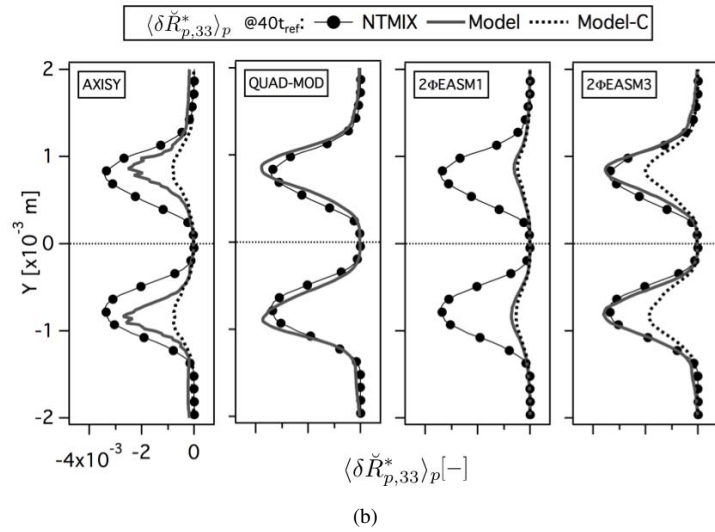 ⟨δR̆*p,33⟩p @40tref: NTMIX Model Model-C
AXISY QUAD-MOD 2ΦEASM1 2ΦEASM3
2
1
0
-1
-2
Y [x10⁻³ m]
-4x10⁻³ -2 0
⟨δR̆*p,33⟩p[−]
(b)